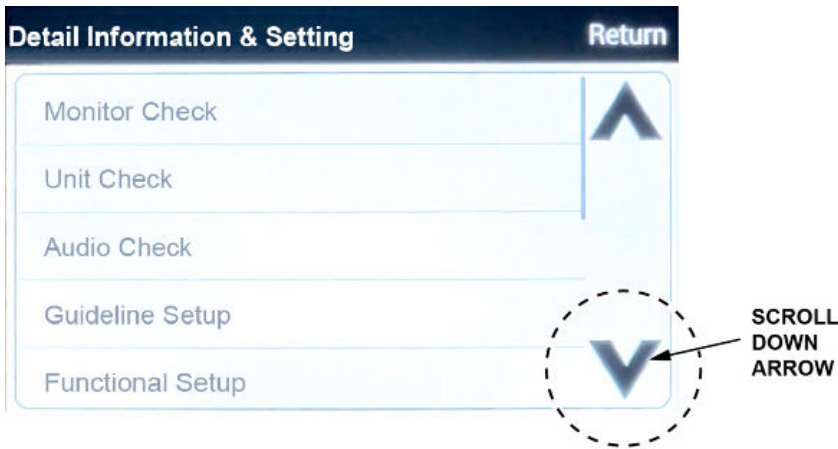 Detail Information & Setting
Return
Monitor Check
Unit Check
Audio Check
Guideline Setup
Functional Setup
SCROLL
DOWN
ARROW